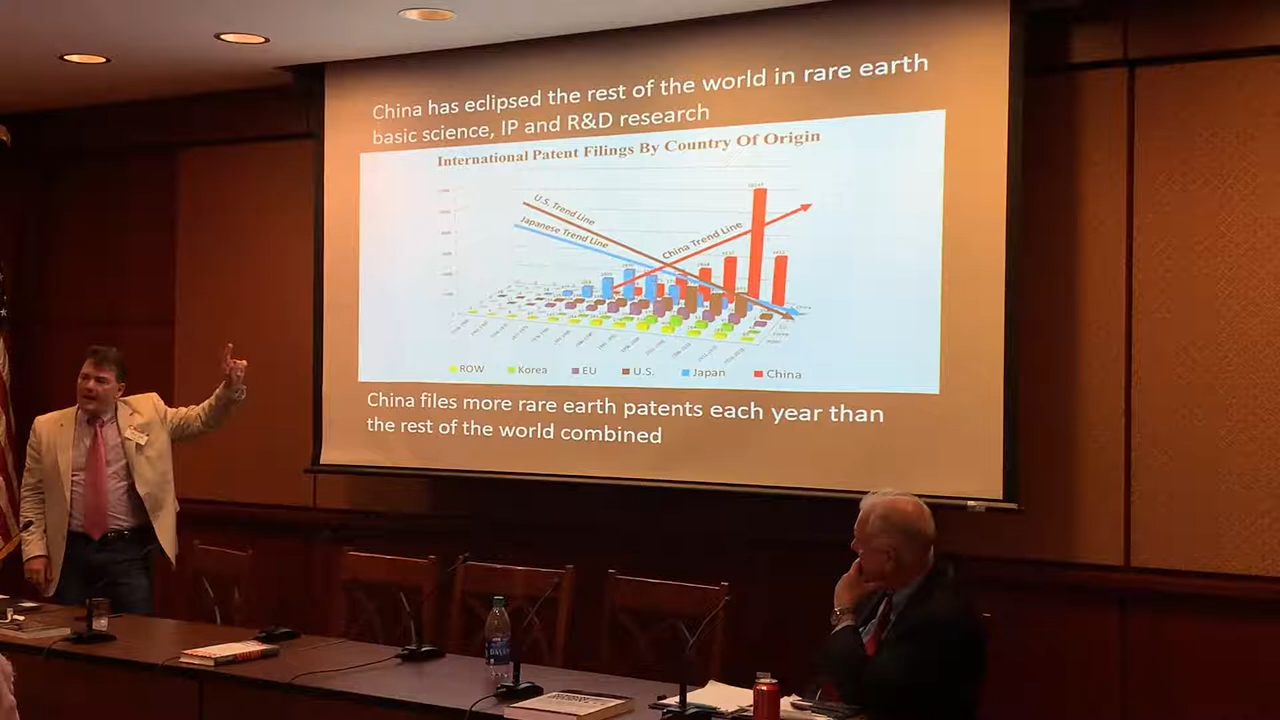 China has eclipsed the rest of the world in rare earth
basic science, IP and R&D research
International Patent Filings By Country Of Origin
U.S. Trend Line
Japanese Trend Line
China Trend Line
ROW Korea EU U.S. Japan China
China files more rare earth patents each year than
the rest of the world combined